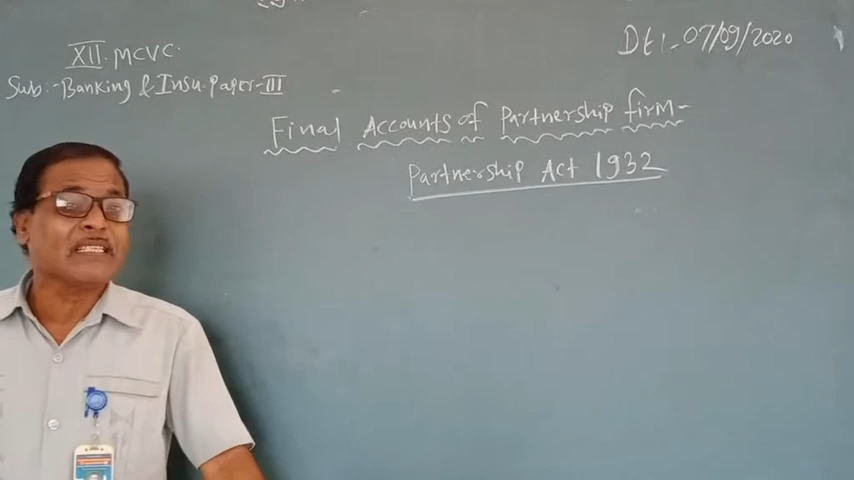 XII. MCVC.
Dt:- 07/09/2020
Sub:- Banking & Insu. Paper - III
Final Accounts of Partnership firm -
Partnership Act 1932